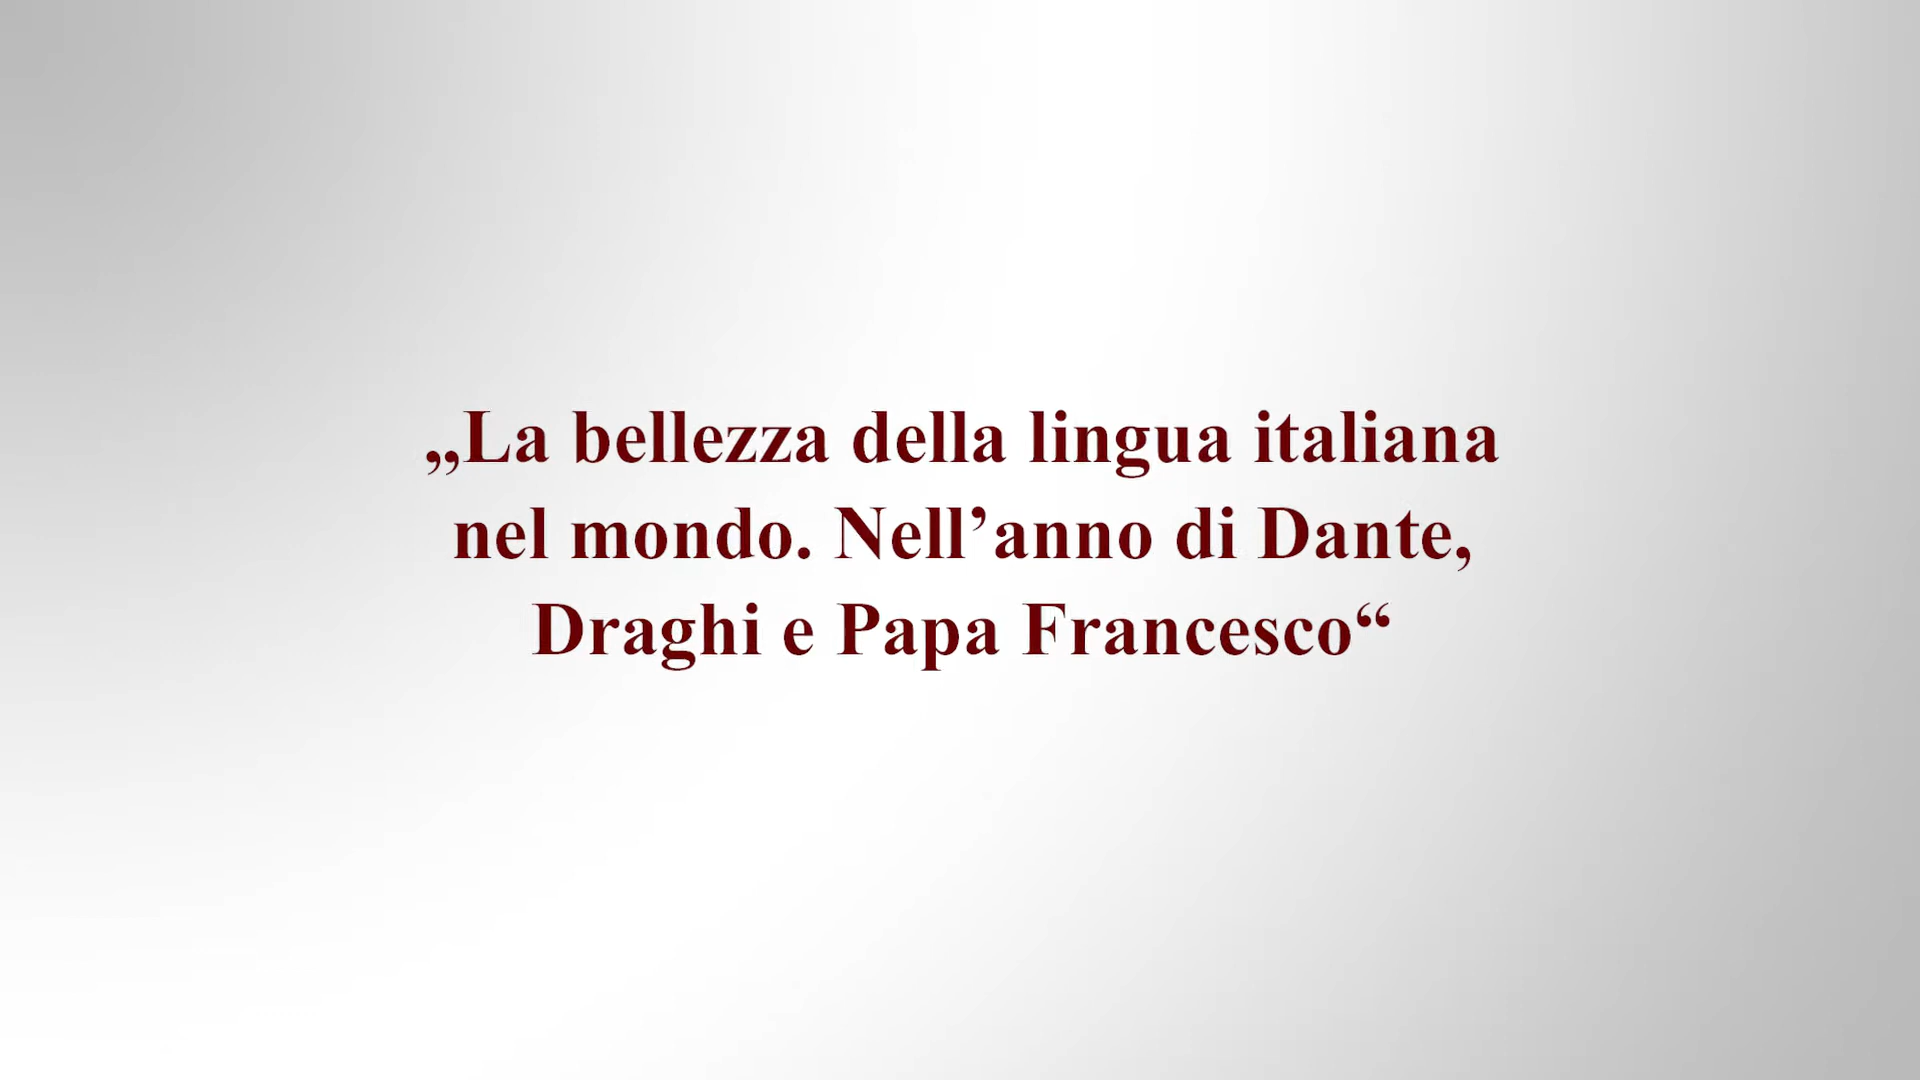 „La bellezza della lingua italiana
nel mondo. Nell’anno di Dante,
Draghi e Papa Francesco“